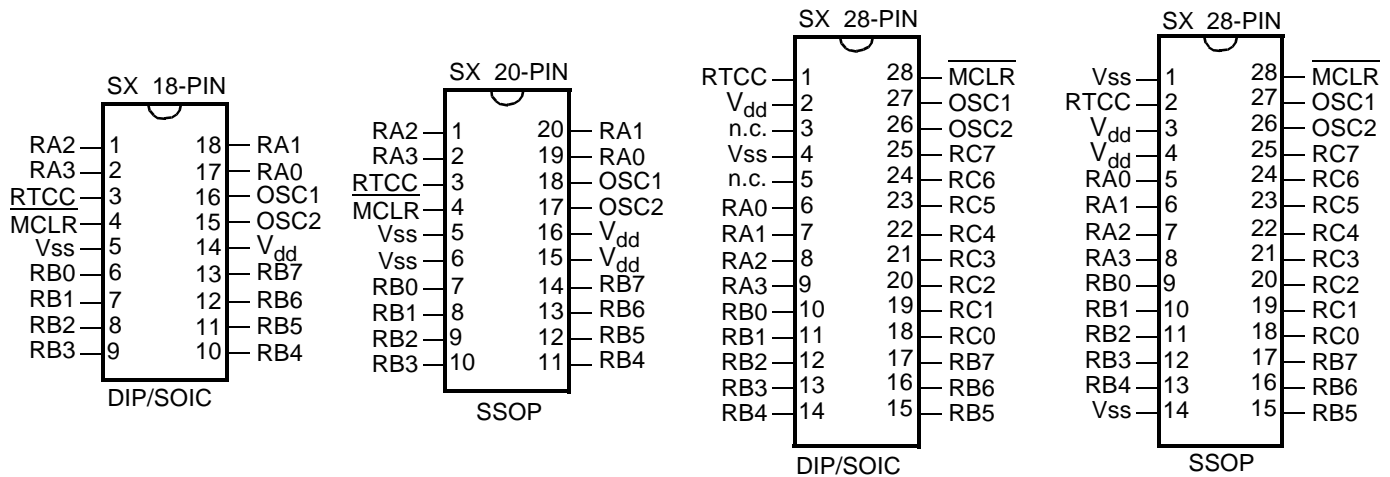 SX 18-PIN
RA2 1 18 RA1
RA3 2 17 RA0
RTCC 3 16 OSC1
MCLR 4 15 OSC2
Vss 5 14 Vdd
RB0 6 13 RB7
RB1 7 12 RB6
RB2 8 11 RB5
RB3 9 10 RB4
DIP/SOIC
SX 20-PIN
RA2 1 20 RA1
RA3 2 19 RA0
RTCC 3 18 OSC1
MCLR 4 17 OSC2
Vss 5 16 Vdd
Vss 6 15 Vdd
RB0 7 14 RB7
RB1 8 13 RB6
RB2 9 12 RB5
RB3 10 11 RB4
SSOP
SX 28-PIN
RTCC 1 28 MCLR
Vdd 2 27 OSC1
n.c. 3 26 OSC2
Vss 4 25 RC7
n.c. 5 24 RC6
RA0 6 23 RC5
RA1 7 22 RC4
RA2 8 21 RC3
RA3 9 20 RC2
RB0 10 19 RC1
RB1 11 18 RC0
RB2 12 17 RB7
RB3 13 16 RB6
RB4 14 15 RB5
DIP/SOIC
SX 28-PIN
Vss 1 28 MCLR
RTCC 2 27 OSC1
Vdd 3 26 OSC2
Vdd 4 25 RC7
RA0 5 24 RC6
RA1 6 23 RC5
RA2 7 22 RC4
RA3 8 21 RC3
RB0 9 20 RC2
RB1 10 19 RC1
RB2 11 18 RC0
RB3 12 17 RB7
RB4 13 16 RB6
Vss 14 15 RB5
SSOP